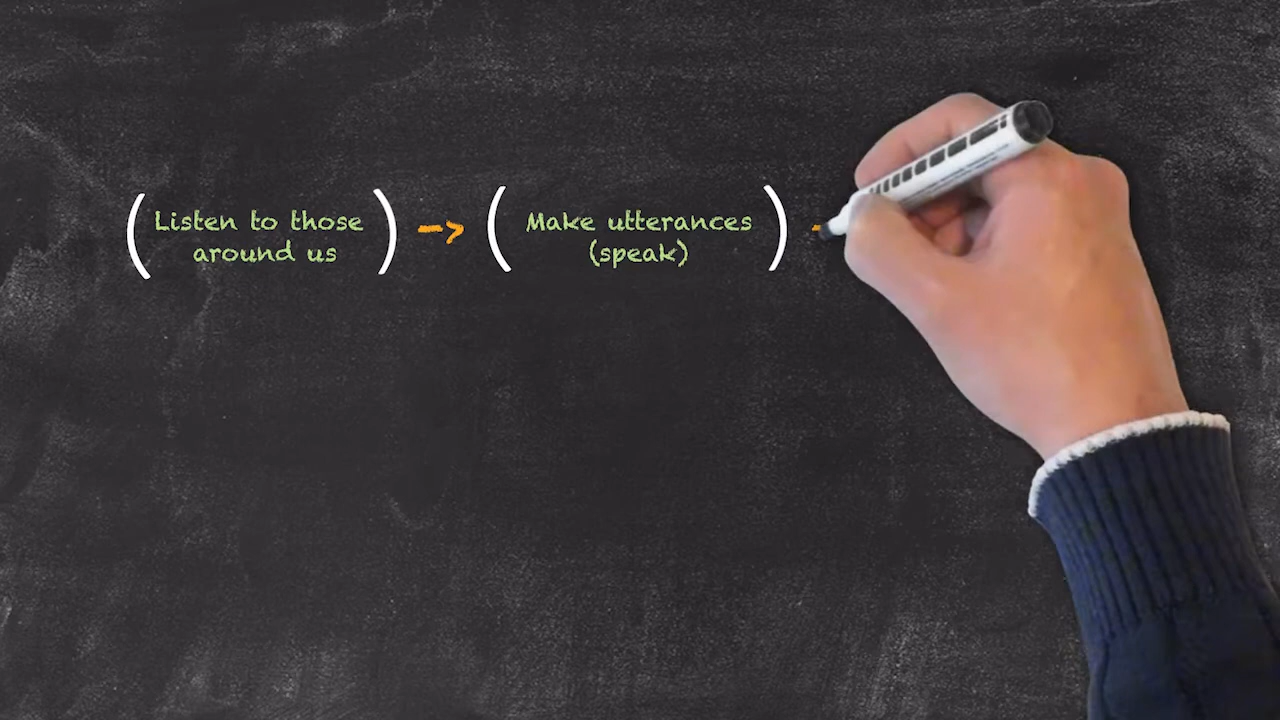 ( Listen to those ) -> ( Make utterances )
around us (speak)